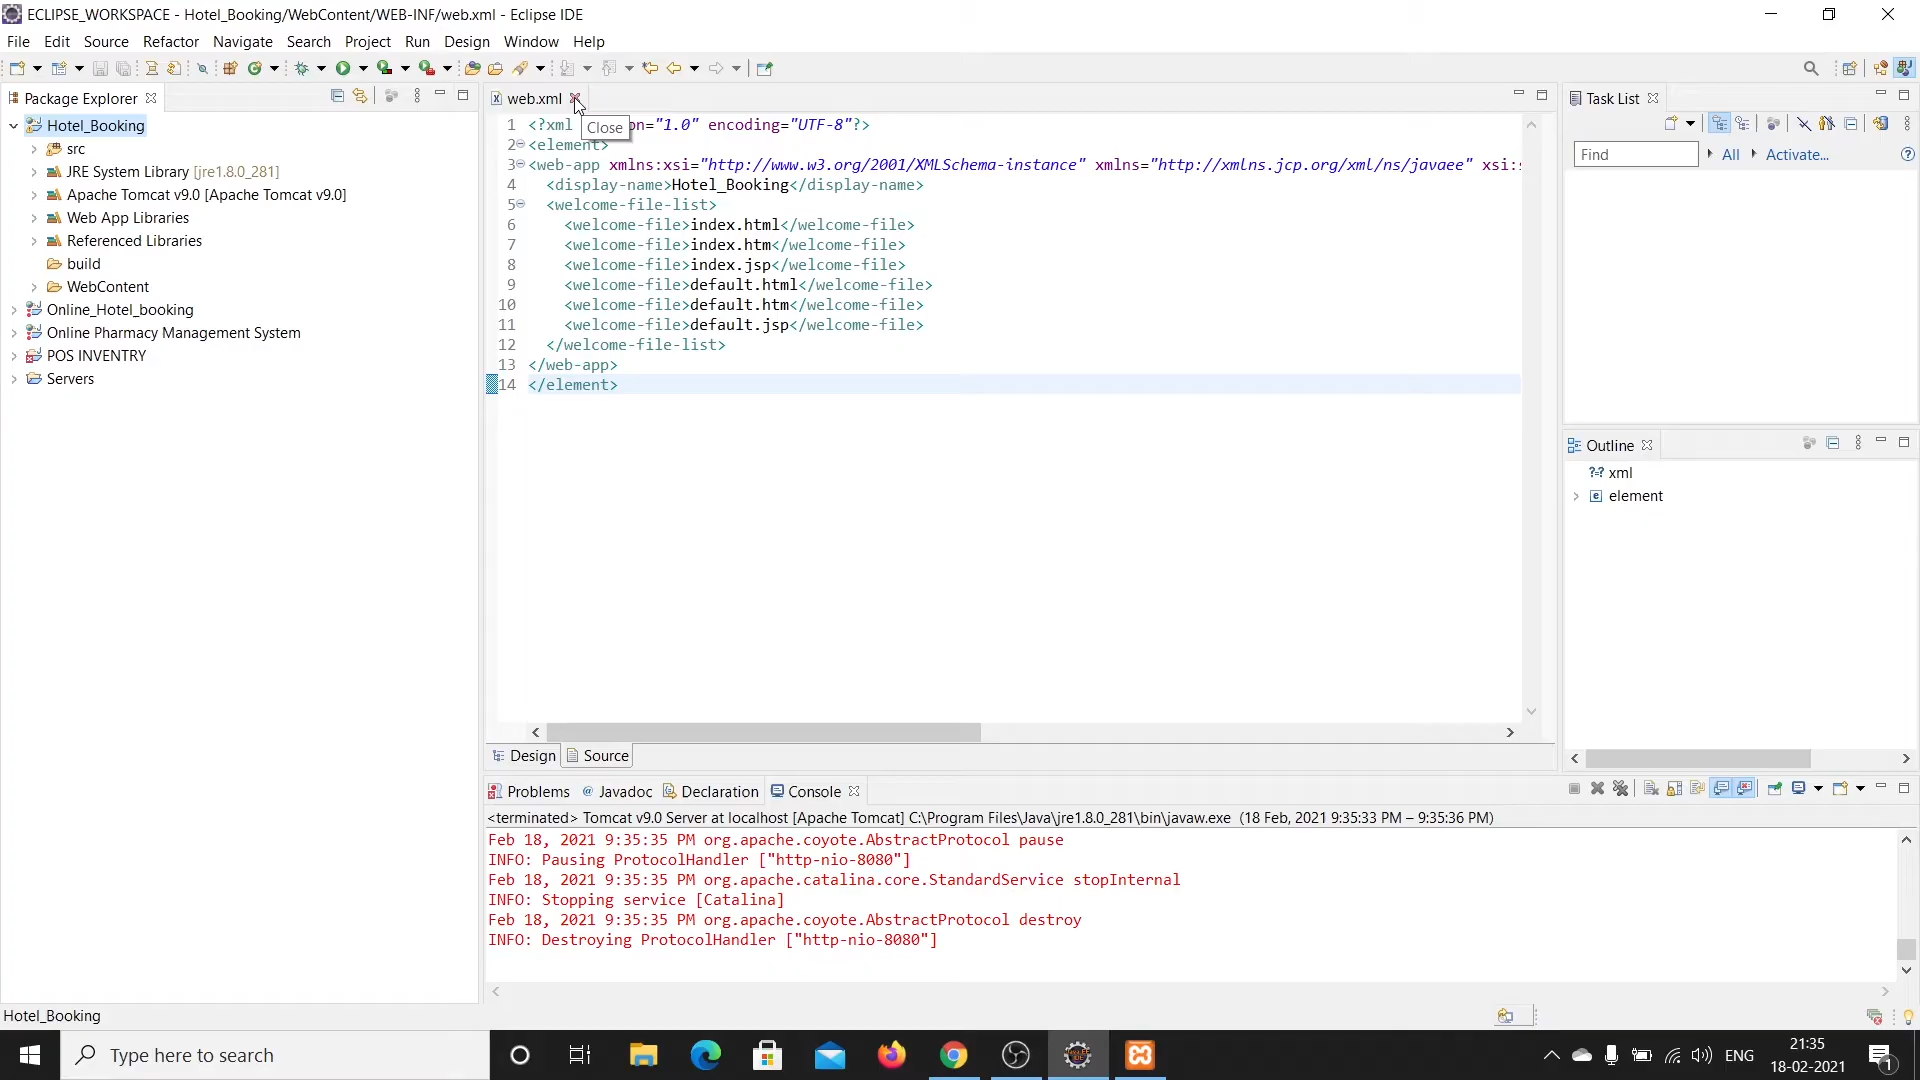 ECLIPSE_WORKSPACE - Hotel_Booking/WebContent/WEB-INF/web.xml - Eclipse IDE
File Edit Source Refactor Navigate Search Project Run Design Window Help
Package Explorer
Hotel_Booking
src
JRE System Library [jre1.8.0_281]
Apache Tomcat v9.0 [Apache Tomcat v9.0]
Web App Libraries
Referenced Libraries
build
WebContent
Online_Hotel_booking
Online Pharmacy Management System
POS INVENTRY
Servers
web.xml
Close
1 <?xml on="1.0" encoding="UTF-8"?>
2 <element>
3 <web-app xmlns:xsi="http://www.w3.org/2001/XMLSchema-instance" xmlns="http://xmlns.jcp.org/xml/ns/javaee" xsi:
4 <display-name>Hotel_Booking</display-name>
5 <welcome-file-list>
6 <welcome-file>index.html</welcome-file>
7 <welcome-file>index.htm</welcome-file>
8 <welcome-file>index.jsp</welcome-file>
9 <welcome-file>default.html</welcome-file>
10 <welcome-file>default.htm</welcome-file>
11 <welcome-file>default.jsp</welcome-file>
12 </welcome-file-list>
13 </web-app>
14 </element>
Design Source
Task List
Find All Activate...
Outline
xml
element
Problems Javadoc Declaration Console
<terminated> Tomcat v9.0 Server at localhost [Apache Tomcat] C:\Program Files\Java\jre1.8.0_281\bin\javaw.exe (18 Feb, 2021 9:35:33 PM – 9:35:36 PM)
Feb 18, 2021 9:35:35 PM org.apache.coyote.AbstractProtocol pause
INFO: Pausing ProtocolHandler ["http-nio-8080"]
Feb 18, 2021 9:35:35 PM org.apache.catalina.core.StandardService stopInternal
INFO: Stopping service [Catalina]
Feb 18, 2021 9:35:35 PM org.apache.coyote.AbstractProtocol destroy
INFO: Destroying ProtocolHandler ["http-nio-8080"]
Hotel_Booking
Type here to search
ENG
21:35
18-02-2021
1